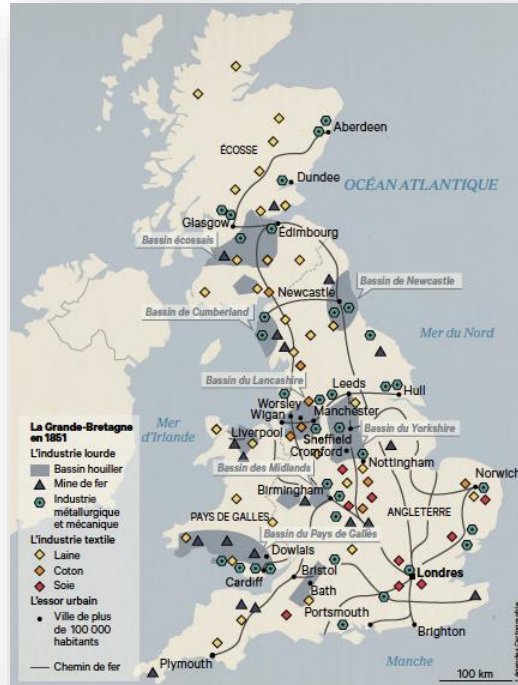 Aberdeen
ÉCOSSE
Dundee
OCÉAN ATLANTIQUE
Glasgow
Édimbourg
Bassin écossais
Bassin de Newcastle
Newcastle
Bassin de Cumberland
Mer du Nord
Bassin du Lancashire
Leeds
Hull
Worsley
Wigan
Manchester
Mer
d'Irlande
Liverpool
Bassin du Yorkshire
Sheffield
Cromford
Nottingham
Bassin des Midlands
Norwich
Birmingham
PAYS DE GALLES
ANGLETERRE
Bassin du Pays de Galles
Dowlais
Cardiff
Bristol
Londres
Bath
Portsmouth
Brighton
Plymouth
Manche
100 km
La Grande-Bretagne
en 1851
L'industrie lourde
Bassin houiller
Mine de fer
Industrie
métallurgique
et mécanique
L'industrie textile
Laine
Coton
Soie
L'essor urbain
Ville de plus
de 100 000
habitants
Chemin de fer